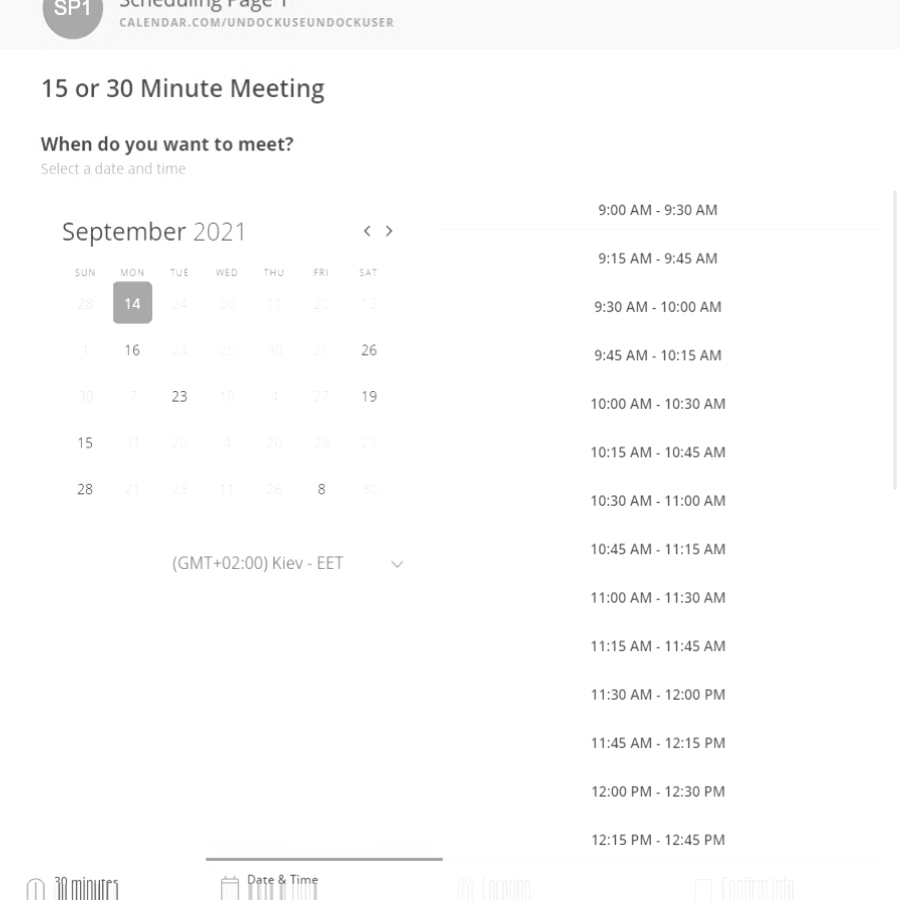 SP1
Scheduling Page 1
CALENDAR.COM/UNDOCKUSEUNDOCKUSER
15 or 30 Minute Meeting
When do you want to meet?
Select a date and time
September 2021
SUN MON TUE WED THU FRI SAT
28 14 24 30 11 20 13
1 16 24 25 10 25 26
30 7 23 10 4 27 19
15 11 20 4 20 28 29
28 21 23 11 26 8 30
(GMT+02:00) Kiev - EET
9:00 AM - 9:30 AM
9:15 AM - 9:45 AM
9:30 AM - 10:00 AM
9:45 AM - 10:15 AM
10:00 AM - 10:30 AM
10:15 AM - 10:45 AM
10:30 AM - 11:00 AM
10:45 AM - 11:15 AM
11:00 AM - 11:30 AM
11:15 AM - 11:45 AM
11:30 AM - 12:00 PM
11:45 AM - 12:15 PM
12:00 PM - 12:30 PM
12:15 PM - 12:45 PM
30 minutes
Date & Time
Location
Confirm Info